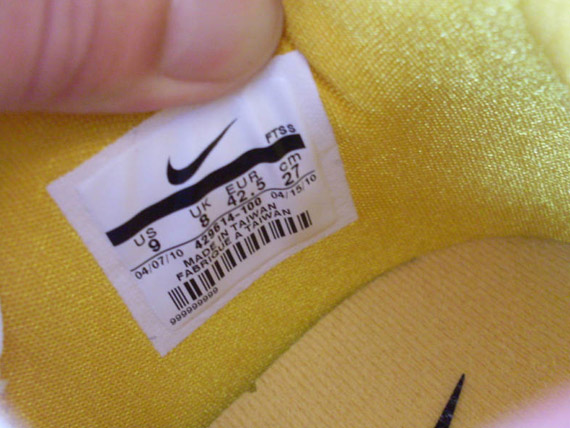 FTSS
US UK EUR cm
9 8 42.5 27
04/07/10 429614-100 04/15/10
MADE IN TAIWAN
FABRIQUE A TAIWAN
9999999999